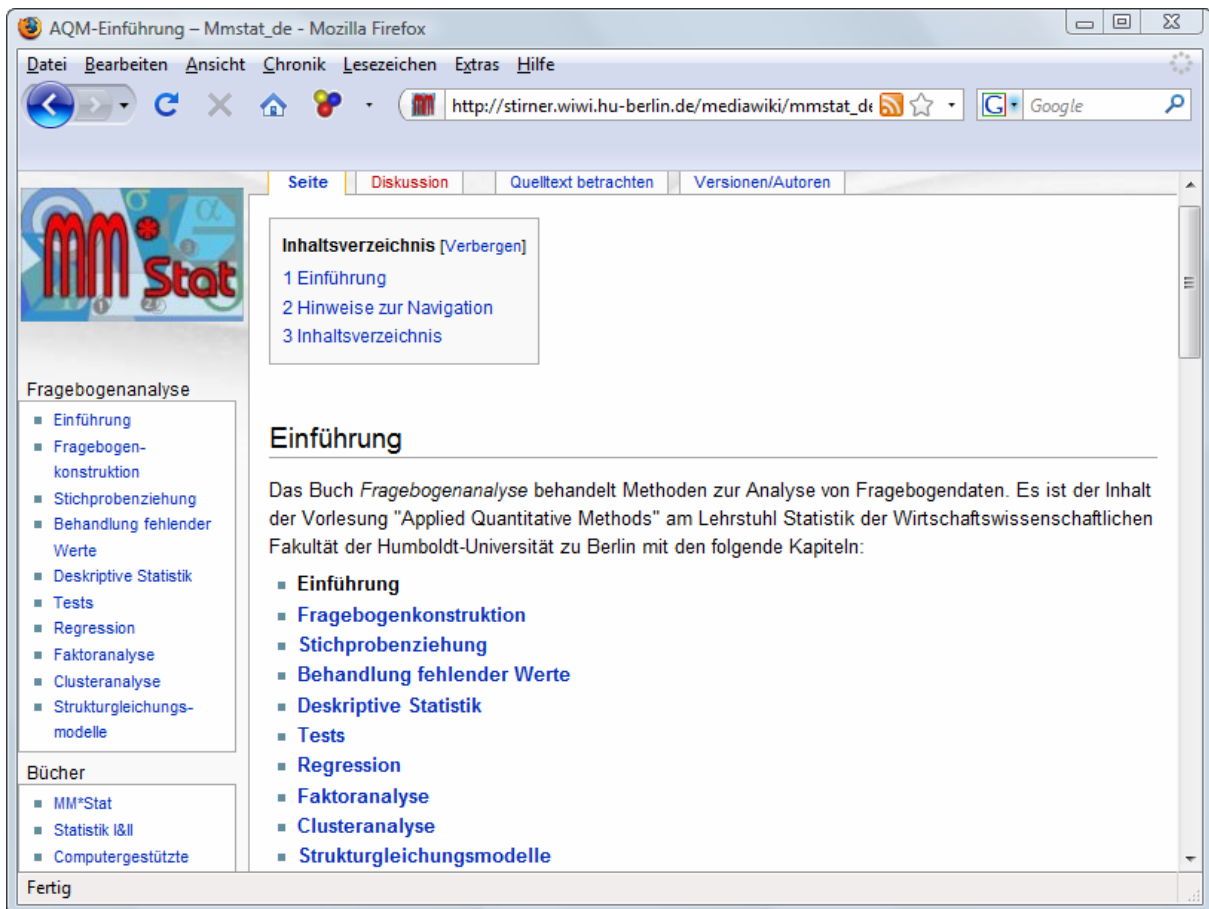 AQM-Einführung – Mmstat_de - Mozilla Firefox
Datei Bearbeiten Ansicht Chronik Lesezeichen Extras Hilfe
http://stirner.wiwi.hu-berlin.de/mediawiki/mmstat_de
G Google
Seite Diskussion Quelltext betrachten Versionen/Autoren
MM*Stat
Inhaltsverzeichnis [Verbergen]
1 Einführung
2 Hinweise zur Navigation
3 Inhaltsverzeichnis
Fragebogenanalyse
Einführung
Fragebogen-
konstruktion
Stichprobenziehung
Behandlung fehlender
Werte
Deskriptive Statistik
Tests
Regression
Faktoranalyse
Clusteranalyse
Strukturgleichungs-
modelle
Bücher
MM*Stat
Statistik I&II
Computergestützte
Einführung
Das Buch Fragebogenanalyse behandelt Methoden zur Analyse von Fragebogendaten. Es ist der Inhalt
der Vorlesung "Applied Quantitative Methods" am Lehrstuhl Statistik der Wirtschaftswissenschaftlichen
Fakultät der Humboldt-Universität zu Berlin mit den folgende Kapiteln:
Einführung
Fragebogenkonstruktion
Stichprobenziehung
Behandlung fehlender Werte
Deskriptive Statistik
Tests
Regression
Faktoranalyse
Clusteranalyse
Strukturgleichungsmodelle
Fertig